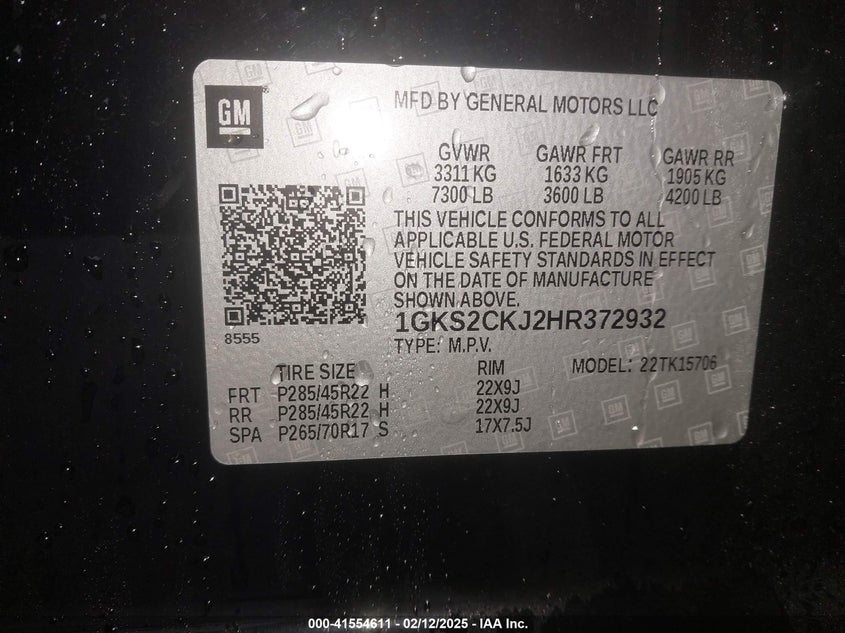 GM
MFD BY GENERAL MOTORS LLC
GVWR GAWR FRT GAWR RR
3311 KG 1633 KG 1905 KG
7300 LB 3600 LB 4200 LB
THIS VEHICLE CONFORMS TO ALL
APPLICABLE U.S. FEDERAL MOTOR
VEHICLE SAFETY STANDARDS IN EFFECT
ON THE DATE OF MANUFACTURE
SHOWN ABOVE.
1GKS2CKJ2HR372932
8555
TYPE: M.P.V.
TIRE SIZE RIM MODEL: 22TK15706
FRT P285/45R22 H 22X9J
RR P285/45R22 H 22X9J
SPA P265/70R17 S 17X7.5J
000-41554611 - 02/12/2025 - IAA Inc.